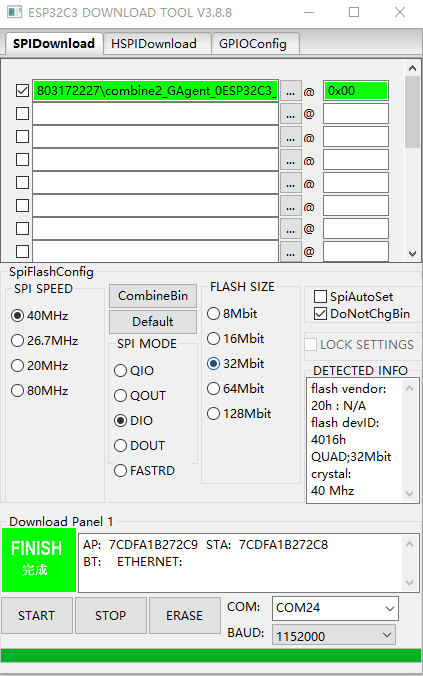 ESP32C3 DOWNLOAD TOOL V3.8.8
SPIDownload HSPIDownload GPIOConfig
803172227\combine2_GAgent_0ESP32C3_ ... @ 0x00
... @
... @
... @
... @
... @
... @
... @
SpiFlashConfig
SPI SPEED
40MHz
26.7MHz
20MHz
80MHz
CombineBin
Default
SPI MODE
QIO
QOUT
DIO
DOUT
FASTRD
FLASH SIZE
8Mbit
16Mbit
32Mbit
64Mbit
128Mbit
SpiAutoSet
DoNotChgBin
LOCK SETTINGS
DETECTED INFO
flash vendor:
20h : N/A
flash devID:
4016h
QUAD;32Mbit
crystal:
40 Mhz
Download Panel 1
FINISH
完成
AP: 7CDFA1B272C9 STA: 7CDFA1B272C8
BT: ETHERNET:
START STOP ERASE
COM: COM24
BAUD: 1152000